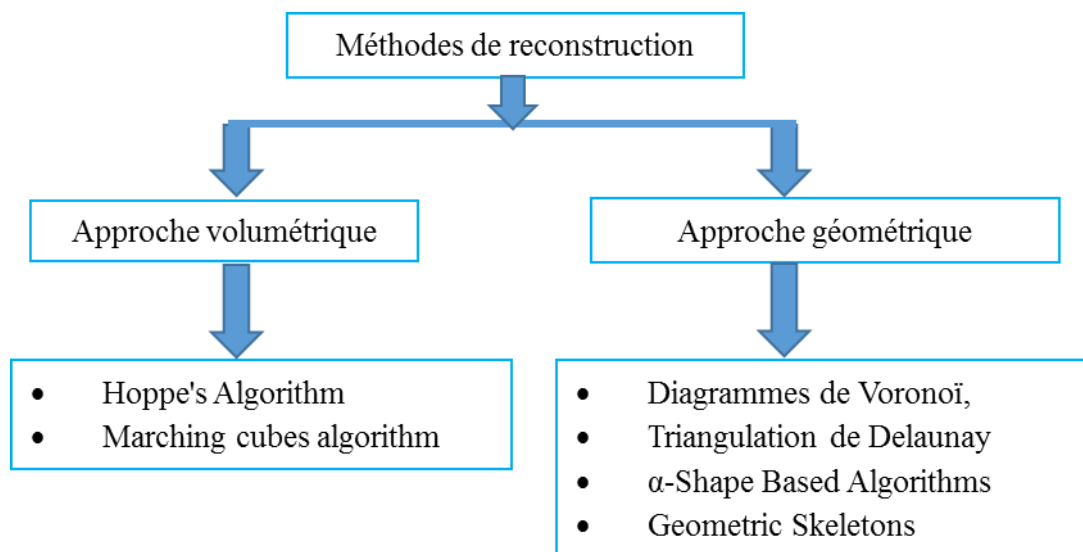 Méthodes de reconstruction
Approche volumétrique
Approche géométrique
• Hoppe's Algorithm
• Marching cubes algorithm
• Diagrammes de Voronoï,
• Triangulation de Delaunay
• α-Shape Based Algorithms
• Geometric Skeletons